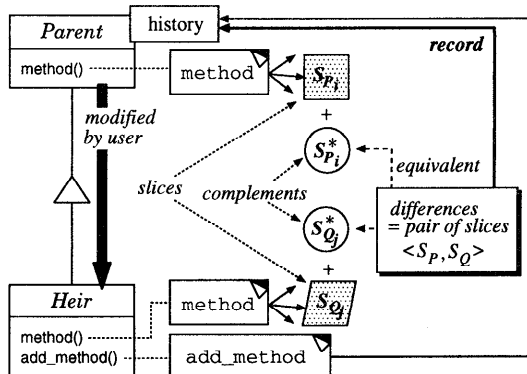 Parent
history
method()
method
S_{P_i}
record
modified
by user
+
S^*_{P_i}
equivalent
slices
complements
differences
= pair of slices
<S_P, S_Q>
S^*_{Q_j}
+
Heir
method
S_{Q_j}
method()
add_method()
add_method